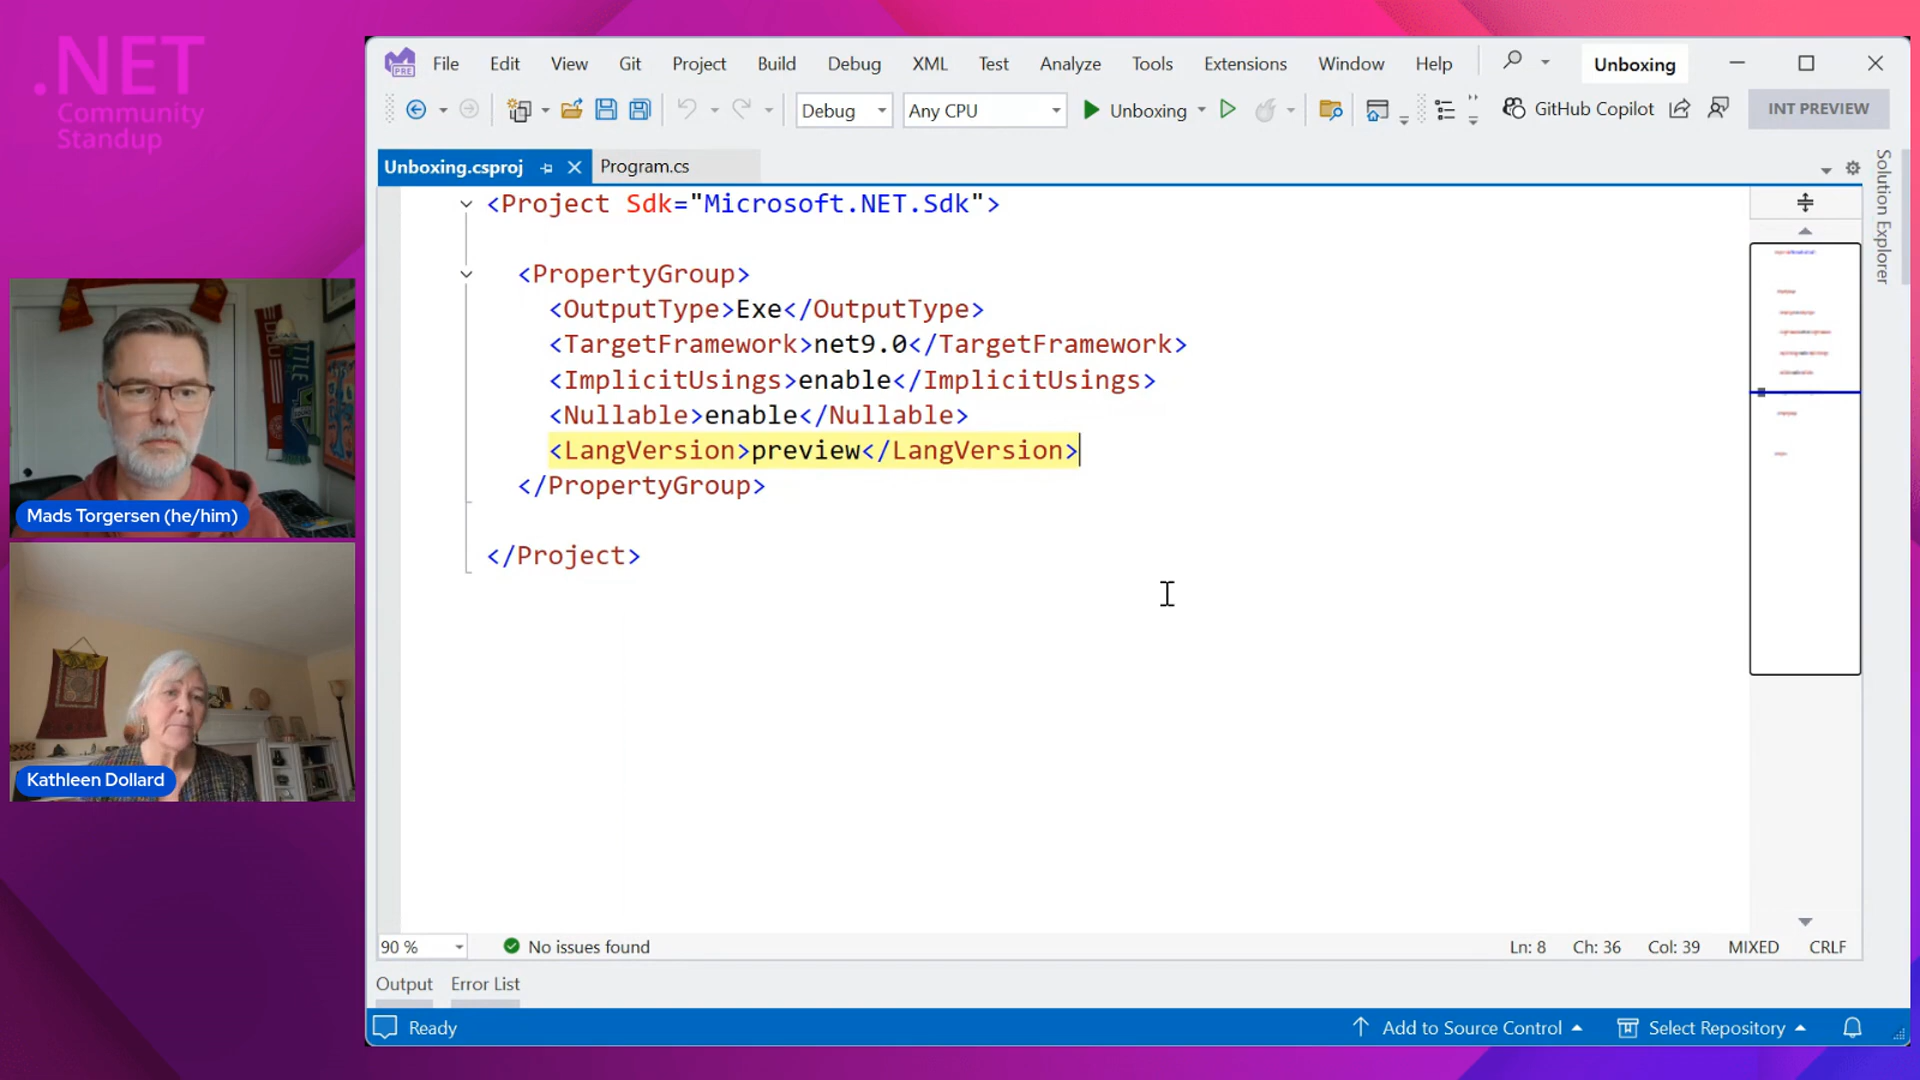 .NET
Community
Standup
PRE
File Edit View Git Project Build Debug XML Test Analyze Tools Extensions Window Help Unboxing
Debug Any CPU Unboxing GitHub Copilot INT PREVIEW
Unboxing.csproj Program.cs
Solution Explorer
<Project Sdk="Microsoft.NET.Sdk">
<PropertyGroup>
<OutputType>Exe</OutputType>
<TargetFramework>net9.0</TargetFramework>
<ImplicitUsings>enable</ImplicitUsings>
<Nullable>enable</Nullable>
<LangVersion>preview</LangVersion>
</PropertyGroup>
</Project>
Mads Torgersen (he/him)
Kathleen Dollard
90 % No issues found Ln: 8 Ch: 36 Col: 39 MIXED CRLF
Output Error List
Ready Add to Source Control Select Repository